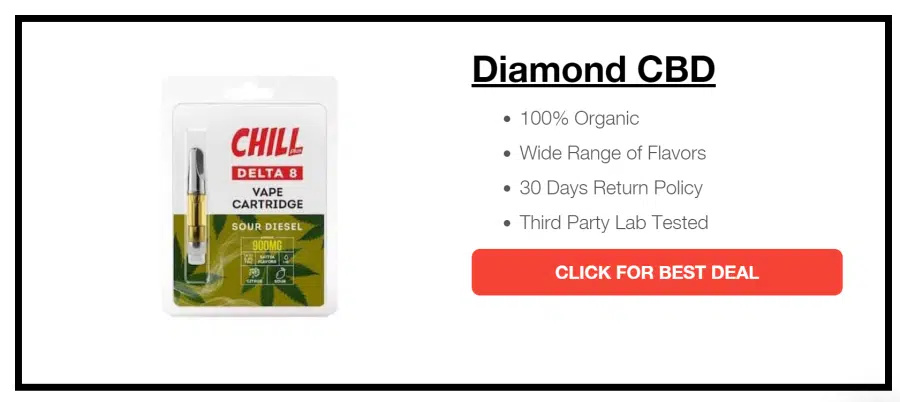 Diamond CBD
100% Organic
Wide Range of Flavors
30 Days Return Policy
Third Party Lab Tested
CLICK FOR BEST DEAL
CHILL
DELTA 8
VAPE
CARTRIDGE
SOUR DIESEL
900MG